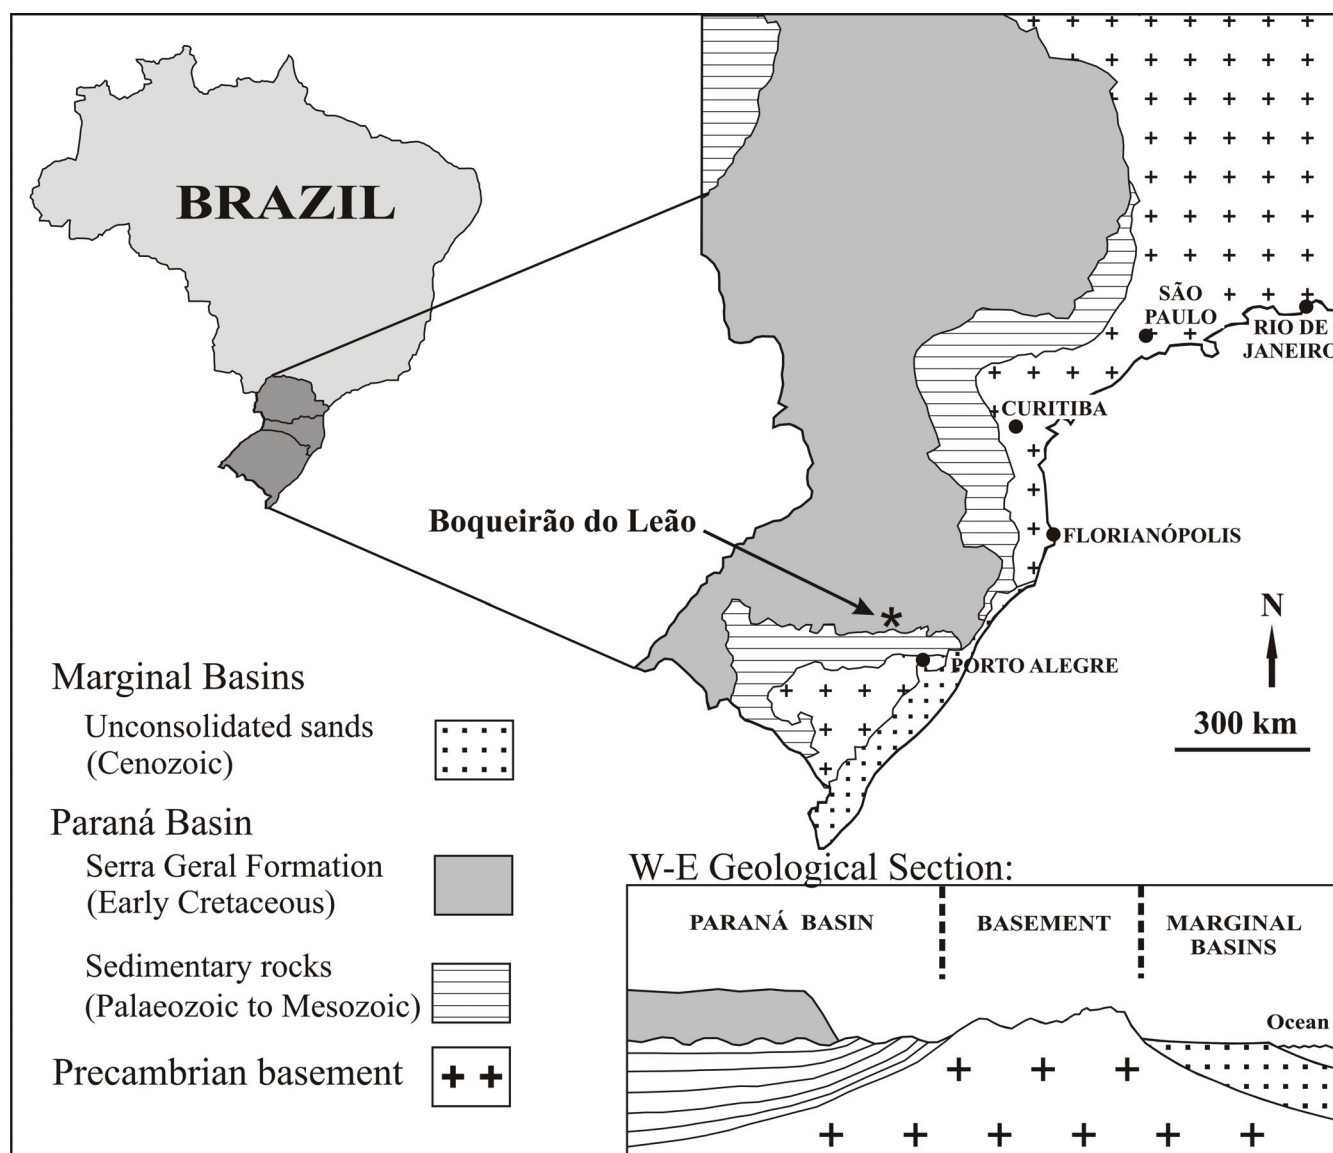 BRAZIL
SÃO
PAULO
RIO DE
JANEIRO
CURITIBA
Boqueirão do Leão
FLORIANÓPOLIS
*
N
PORTO ALEGRE
300 km
Marginal Basins
Unconsolidated sands
(Cenozoic)
Paraná Basin
Serra Geral Formation
(Early Cretaceous)
Sedimentary rocks
(Palaeozoic to Mesozoic)
Precambrian basement
W-E Geological Section:
PARANÁ BASIN
BASEMENT
MARGINAL
BASINS
Ocean